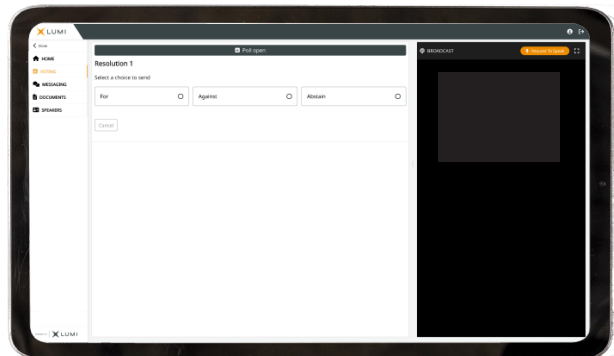 LUMI
HIDE
HOME
VOTING
MESSAGING
DOCUMENTS
SPEAKERS
Poll open
Resolution 1
Select a choice to send
For
Against
Abstain
Cancel
BROADCAST
Request To Speak
LUMI